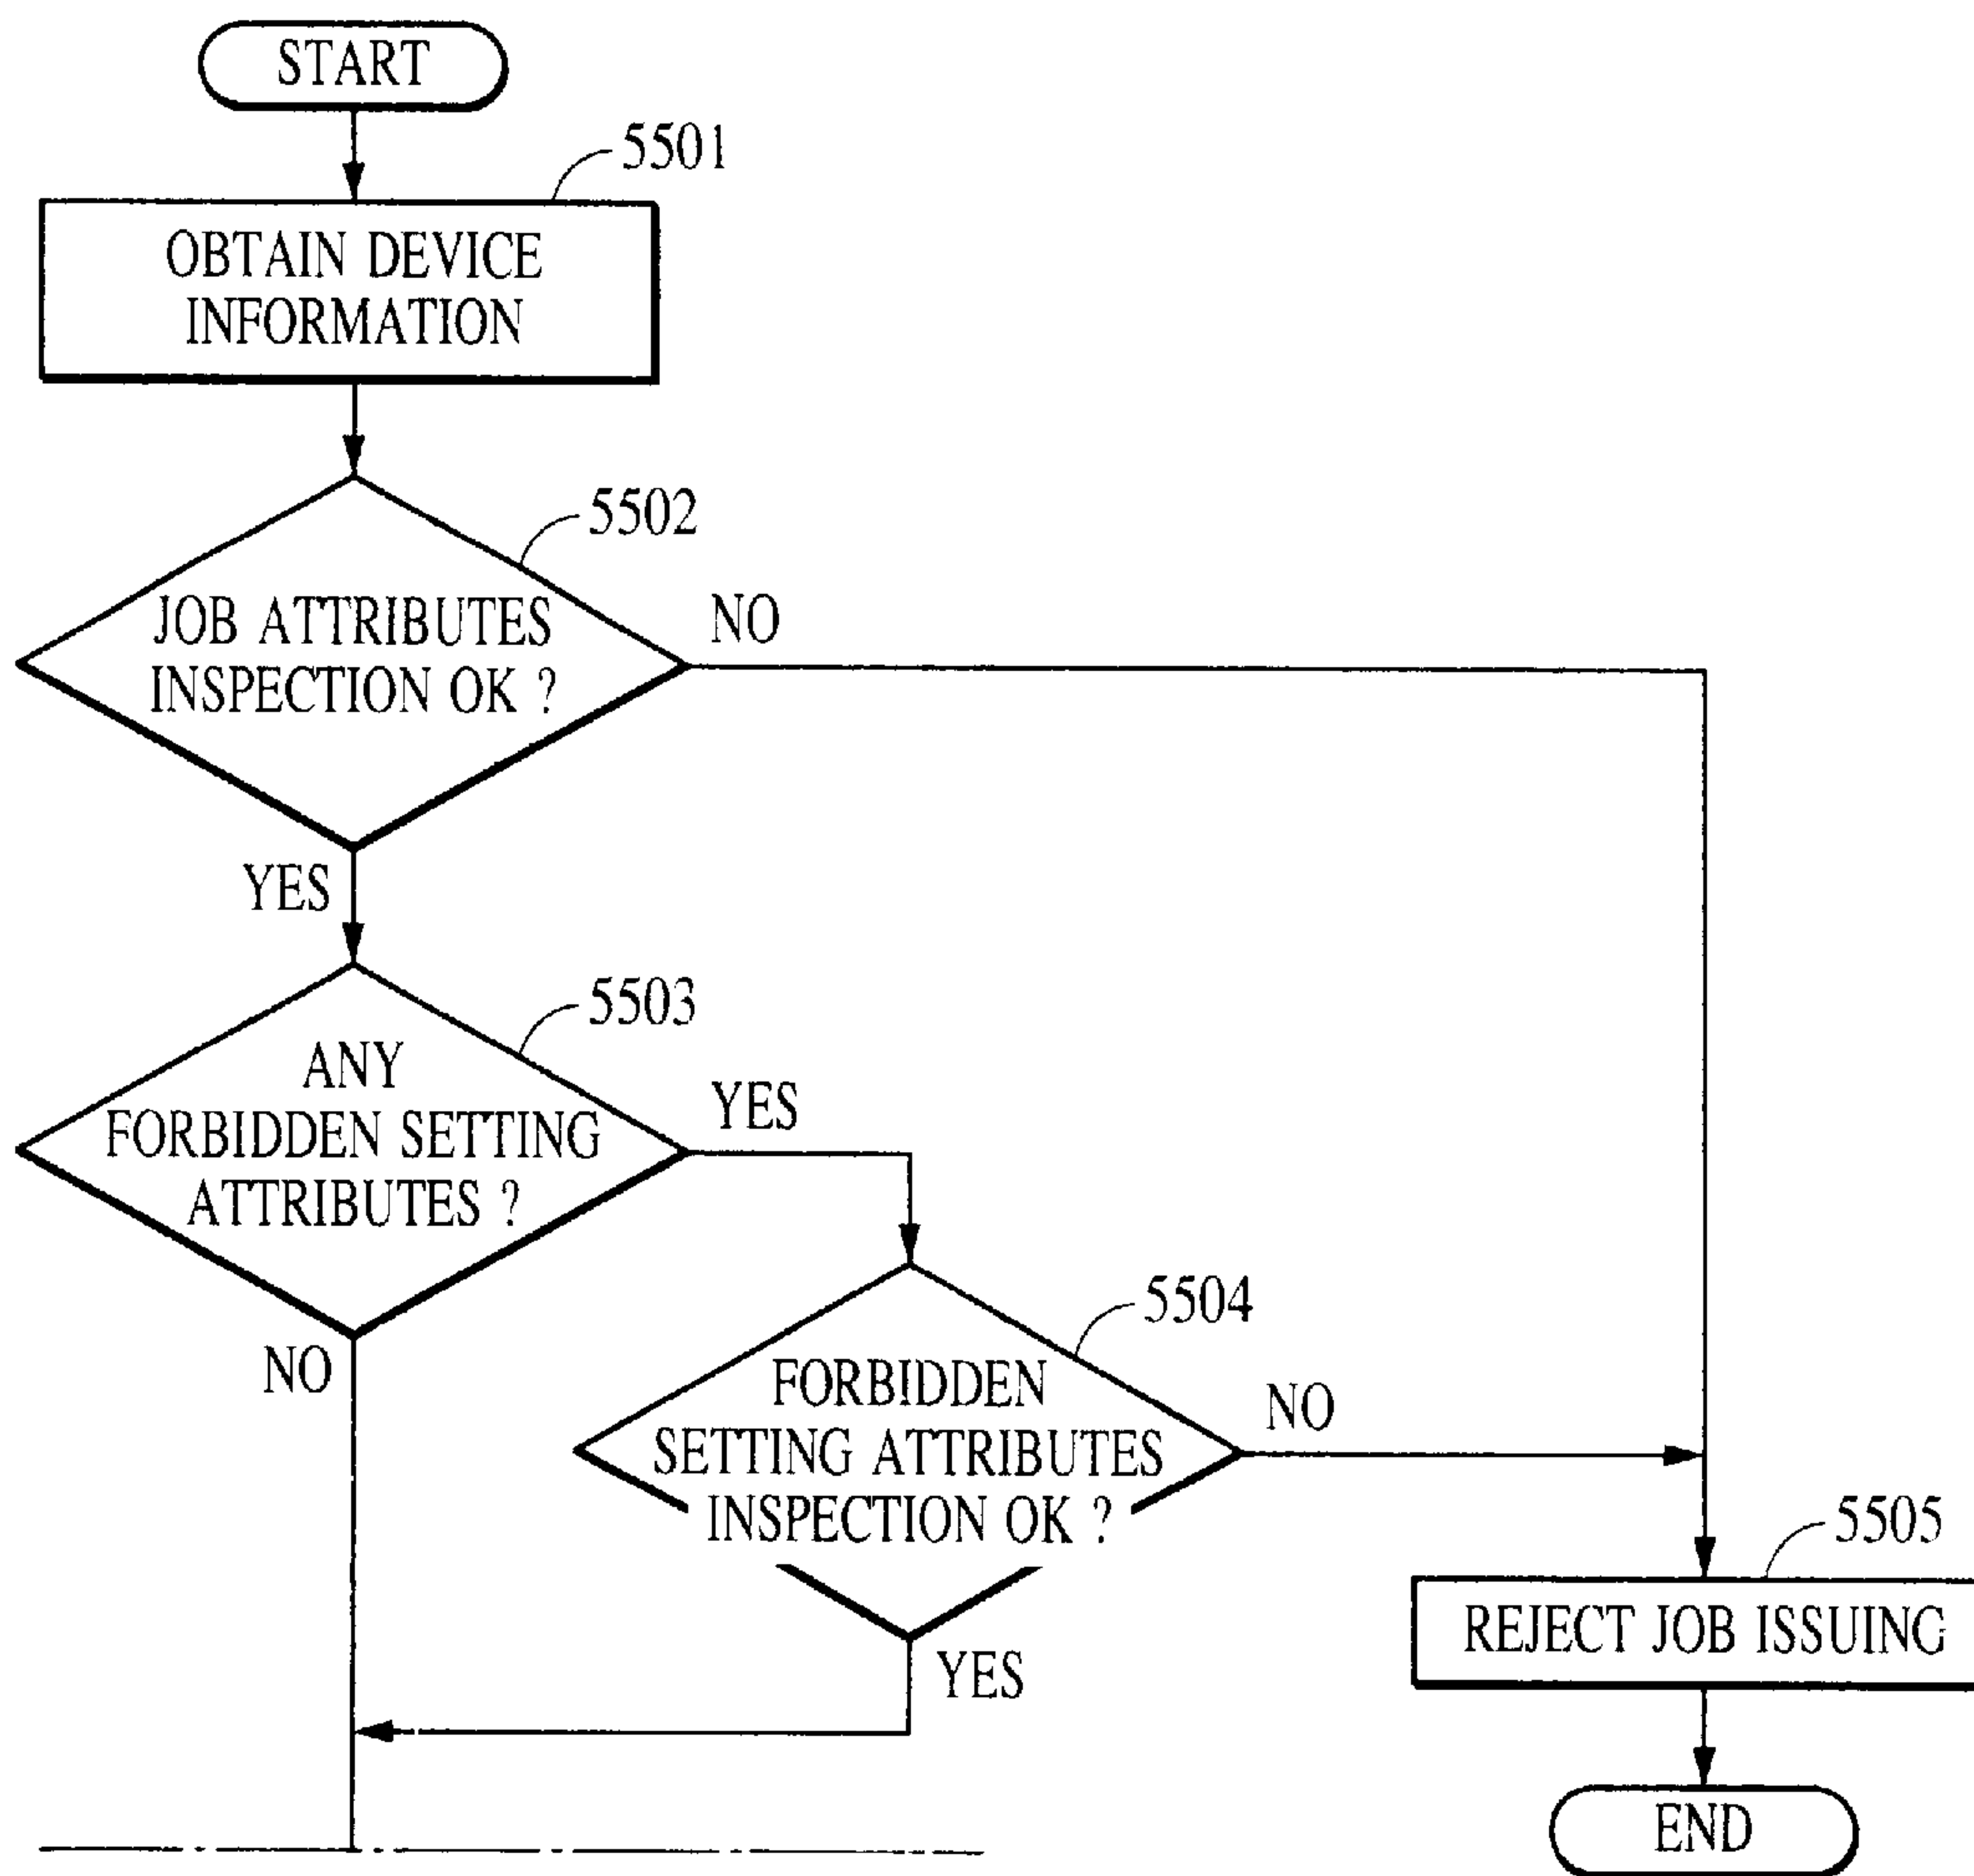 START
5501
OBTAIN DEVICE
INFORMATION
5502
JOB ATTRIBUTES
INSPECTION OK ?
NO
YES
5503
ANY
FORBIDDEN SETTING
ATTRIBUTES ?
YES
NO
5504
FORBIDDEN
SETTING ATTRIBUTES
INSPECTION OK ?
NO
YES
5505
REJECT JOB ISSUING
END